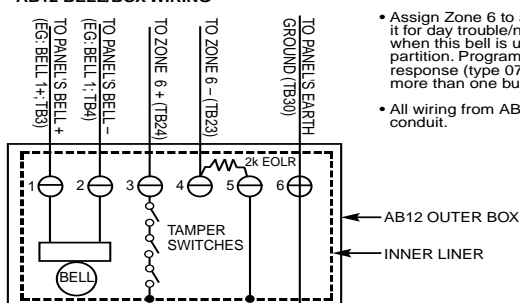 AB12 BELL/BOX WIRING
TO PANEL'S BELL +
(EG: BELL 1+; TB3)
TO PANEL'S BELL –
(EG: BELL 1; TB4)
TO ZONE 6 + (TB24)
TO ZONE 6 – (TB23)
TO PANEL'S EARTH
GROUND (TB30)
• Assign Zone 6 to
it for day trouble/
when this bell is
partition. Program
response (type 07
more than one
• All wiring from
conduit.
2k EOLR
1
2
3
4
5
6
TAMPER
SWITCHES
BELL
AB12 OUTER BOX
INNER LINER